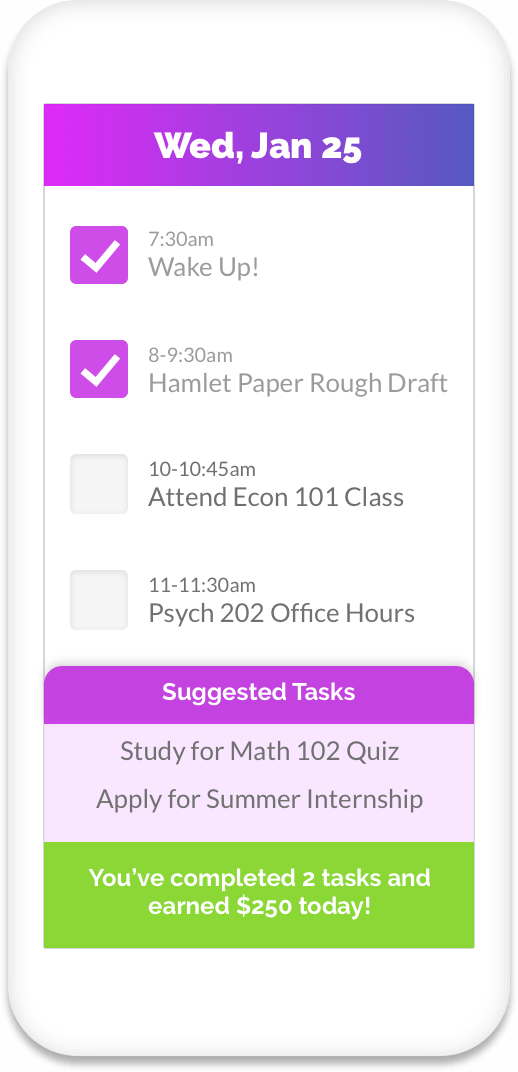 Wed, Jan 25
7:30am
Wake Up!
8-9:30am
Hamlet Paper Rough Draft
10-10:45am
Attend Econ 101 Class
11-11:30am
Psych 202 Office Hours
Suggested Tasks
Study for Math 102 Quiz
Apply for Summer Internship
You’ve completed 2 tasks and
earned $250 today!